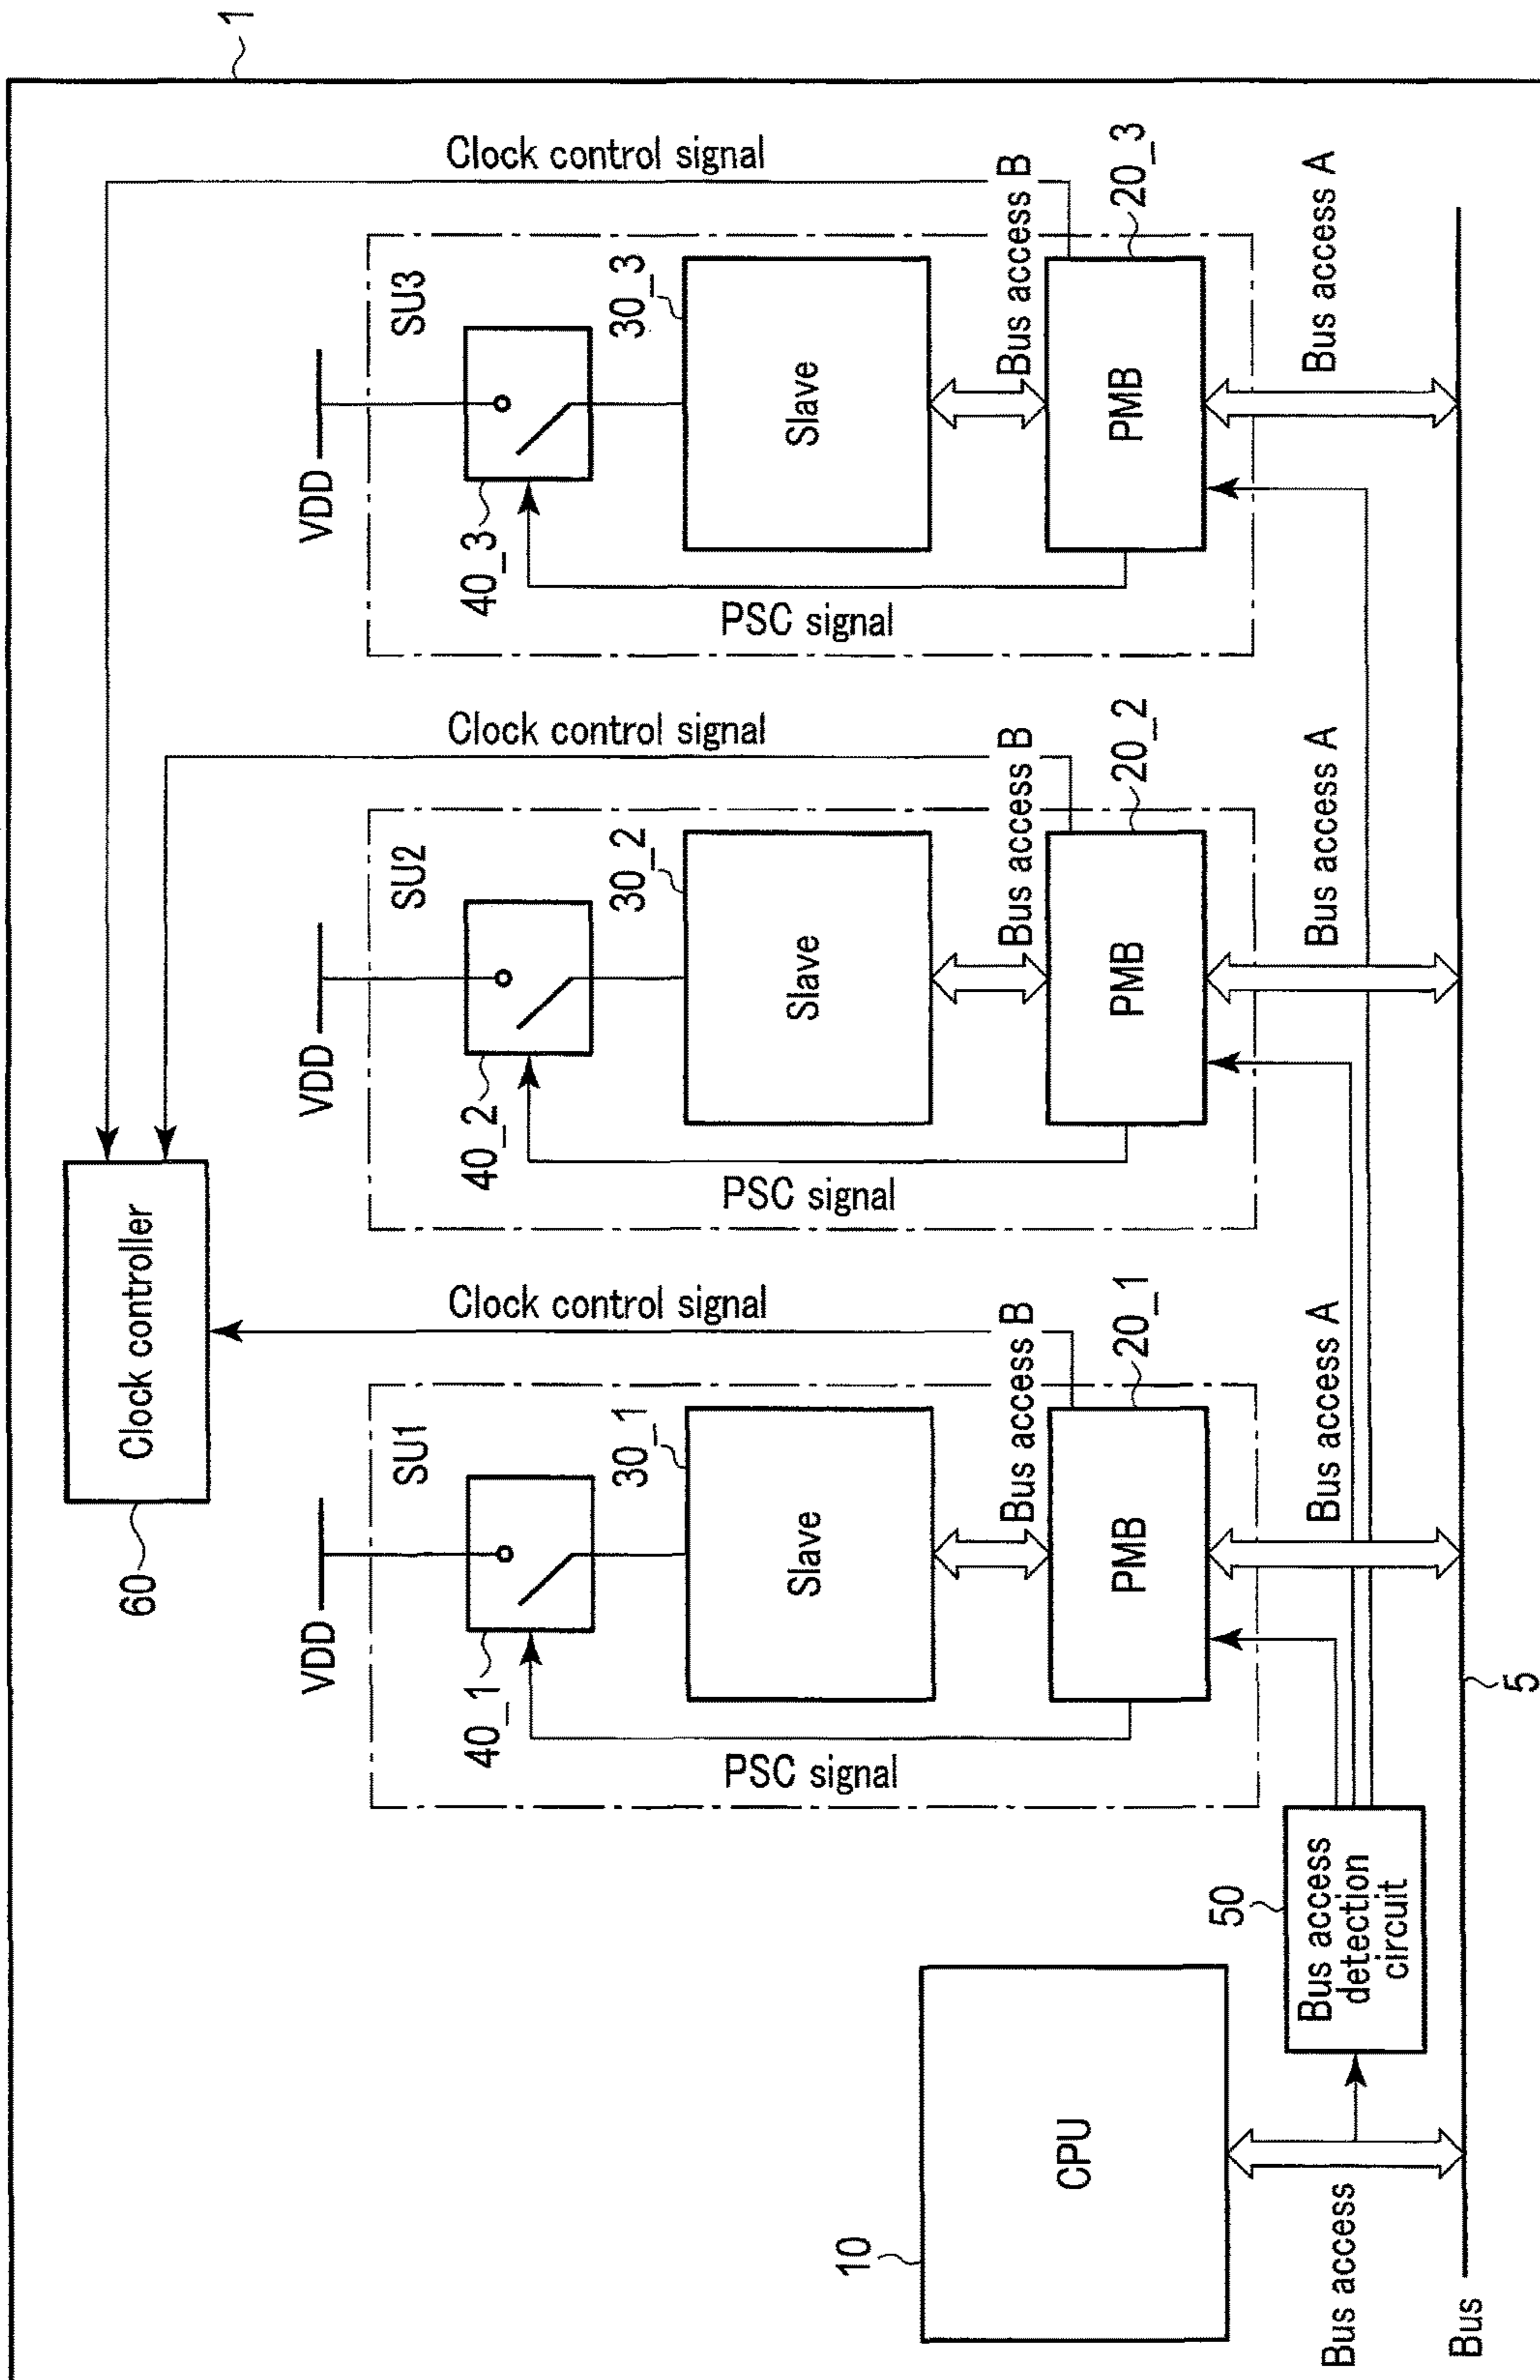 1
Clock controller
60
Clock control signal
Clock control signal
Clock control signal
VDD
VDD
VDD
SU1
SU2
SU3
40_1
40_2
40_3
30_1
30_2
30_3
Slave
Slave
Slave
PSC signal
PSC signal
PSC signal
Bus access B
Bus access B
Bus access B
PMB
PMB
PMB
20_1
20_2
20_3
10
CPU
50
Bus access
detection
circuit
Bus access
Bus access A
Bus access A
Bus access A
Bus
5